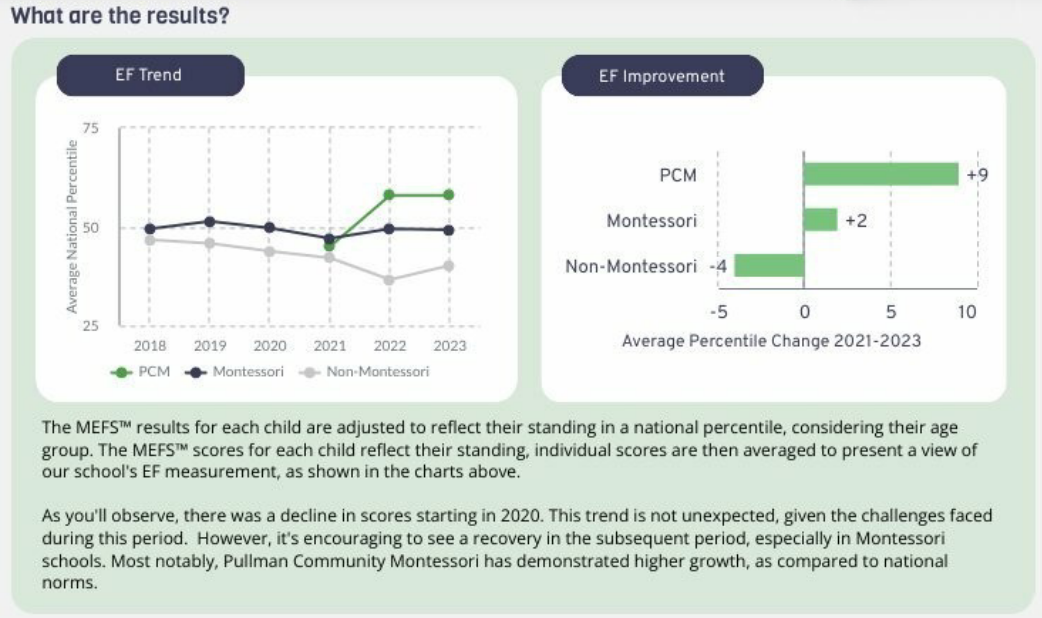 What are the results?
EF Trend
75
50
25
Average National Percentile
2018 2019 2020 2021 2022 2023
PCM Montessori Non-Montessori
EF Improvement
PCM +9
Montessori +2
Non-Montessori -4
-5 0 5 10
Average Percentile Change 2021-2023
The MEFS™ results for each child are adjusted to reflect their standing in a national percentile, considering their age
group. The MEFS™ scores for each child reflect their standing, individual scores are then averaged to present a view of
our school's EF measurement, as shown in the charts above.
As you'll observe, there was a decline in scores starting in 2020. This trend is not unexpected, given the challenges faced
during this period. However, it's encouraging to see a recovery in the subsequent period, especially in Montessori
schools. Most notably, Pullman Community Montessori has demonstrated higher growth, as compared to national
norms.